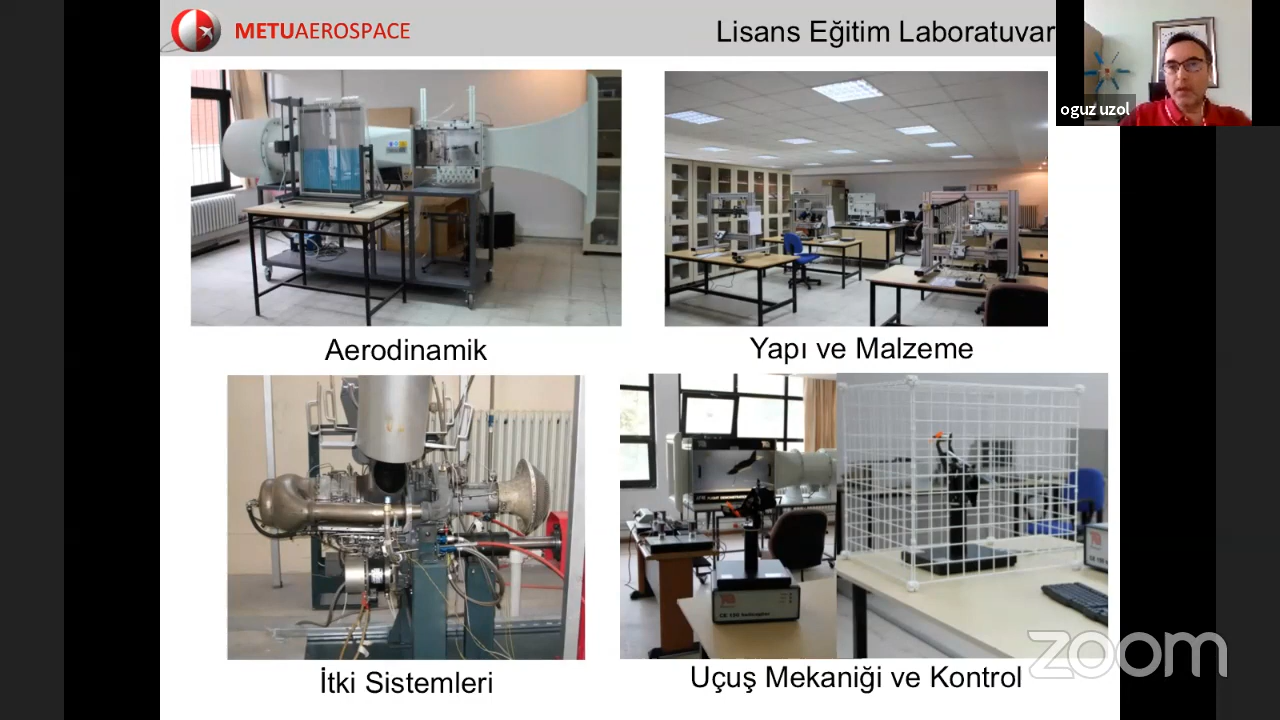 METUAEROSPACE
Lisans Eğitim Laboratuvar
oguz uzol
Aerodinamik
Yapı ve Malzeme
İtki Sistemleri
Uçuş Mekaniği ve Kontrol
zoom